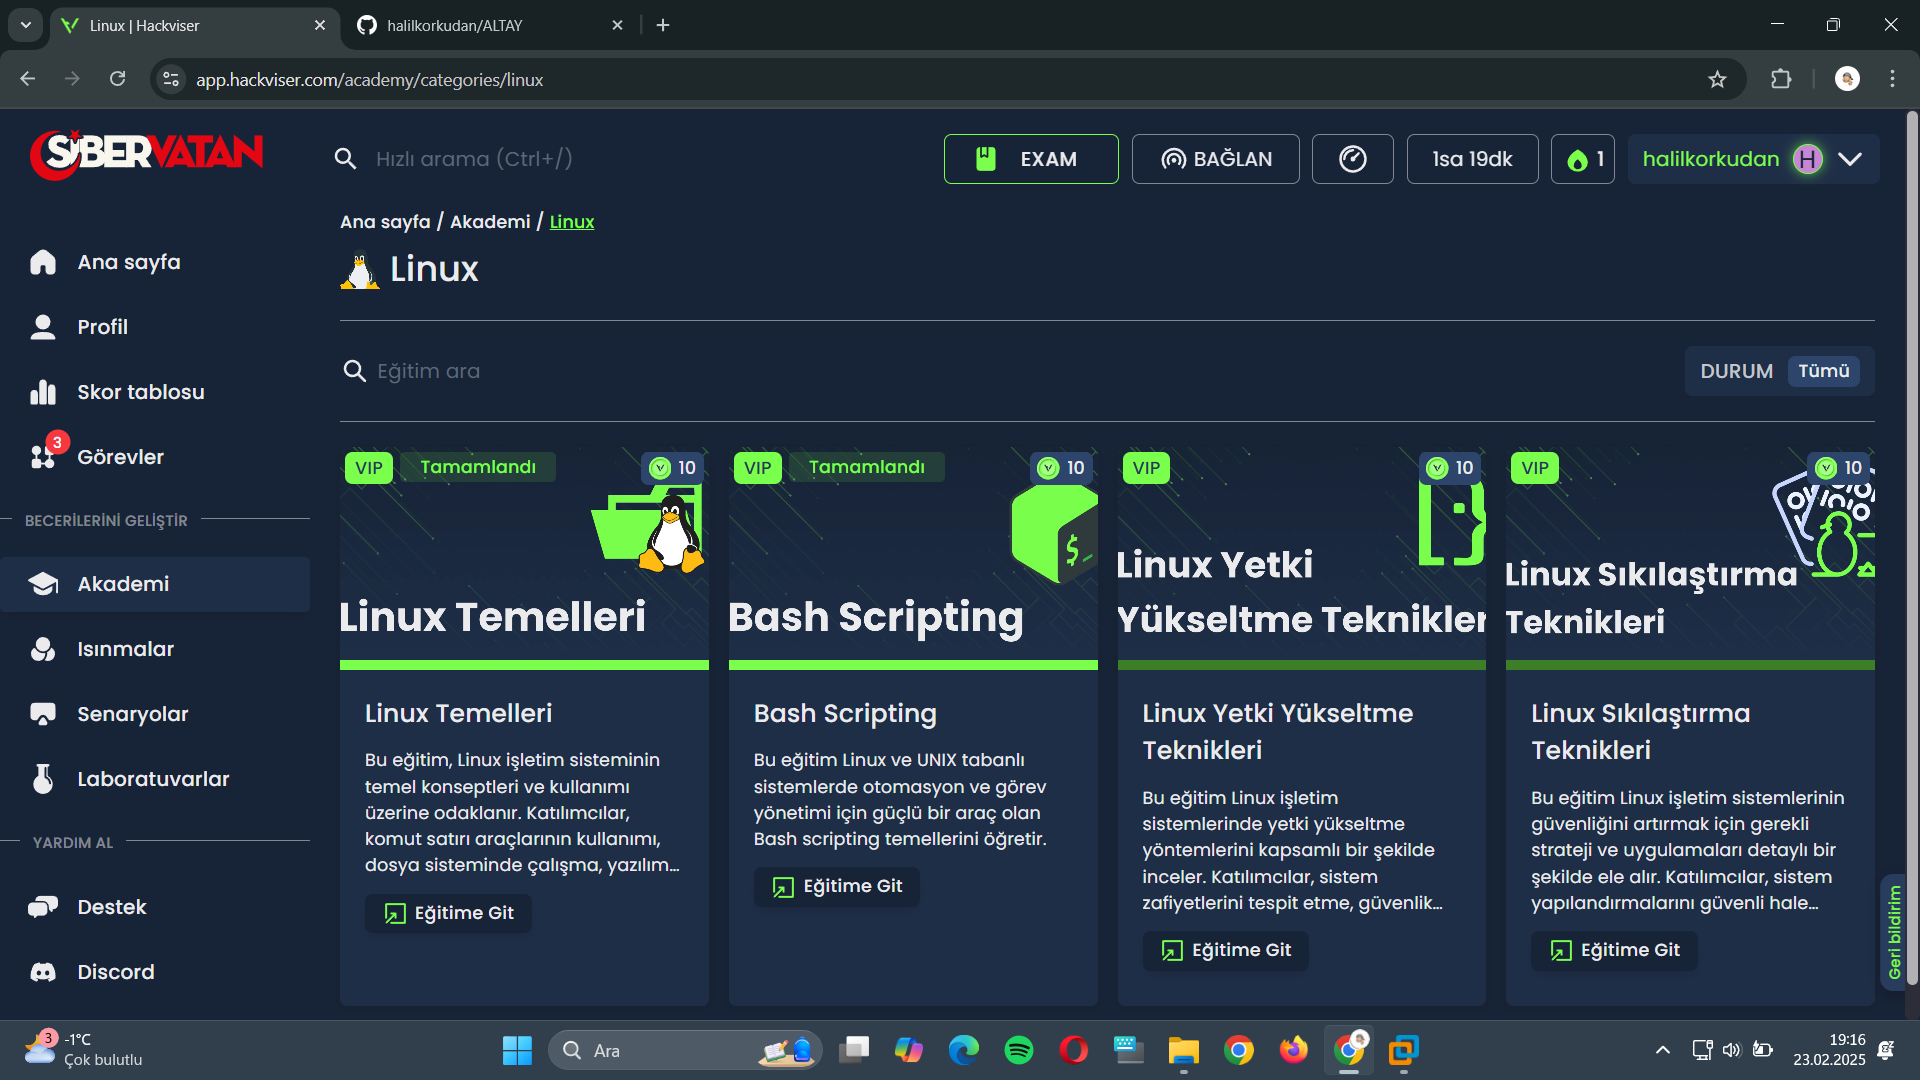 Linux | Hackviser
halilkorkudan/ALTAY
app.hackviser.com/academy/categories/linux
SİBERVATAN
Hızlı arama (Ctrl+/)
EXAM
BAĞLAN
1sa 19dk
1
halilkorkudan
H
Ana sayfa / Akademi / Linux
Linux
Ana sayfa
Profil
Skor tablosu
3
Görevler
BECERİLERİNİ GELİŞTİR
Akademi
Isınmalar
Senaryolar
Laboratuvarlar
YARDIM AL
Destek
Discord
Eğitim ara
DURUM
Tümü
VIP
Tamamlandı
10
Linux Temelleri
Linux Temelleri
Bu eğitim, Linux işletim sisteminin
temel konseptleri ve kullanımı
üzerine odaklanır. Katılımcılar,
komut satırı araçlarının kullanımı,
dosya sisteminde çalışma, yazılım...
Eğitime Git
VIP
Tamamlandı
10
$_
Bash Scripting
Bash Scripting
Bu eğitim Linux ve UNIX tabanlı
sistemlerde otomasyon ve görev
yönetimi için güçlü bir araç olan
Bash scripting temellerini öğretir.
Eğitime Git
VIP
10
Linux Yetki
Yükseltme Teknikler
Linux Yetki Yükseltme
Teknikleri
Bu eğitim Linux işletim
sistemlerinde yetki yükseltme
yöntemlerini kapsamlı bir şekilde
inceler. Katılımcılar, sistem
zafiyetlerini tespit etme, güvenlik...
Eğitime Git
VIP
10
Linux Sıkılaştırma
Teknikleri
Linux Sıkılaştırma
Teknikleri
Bu eğitim Linux işletim sistemlerinin
güvenliğini artırmak için gerekli
strateji ve uygulamaları detaylı bir
şekilde ele alır. Katılımcılar, sistem
yapılandırmalarını güvenli hale...
Eğitime Git
Geri bildirim
3
-1°C
Çok bulutlu
Ara
19:16
23.02.2025